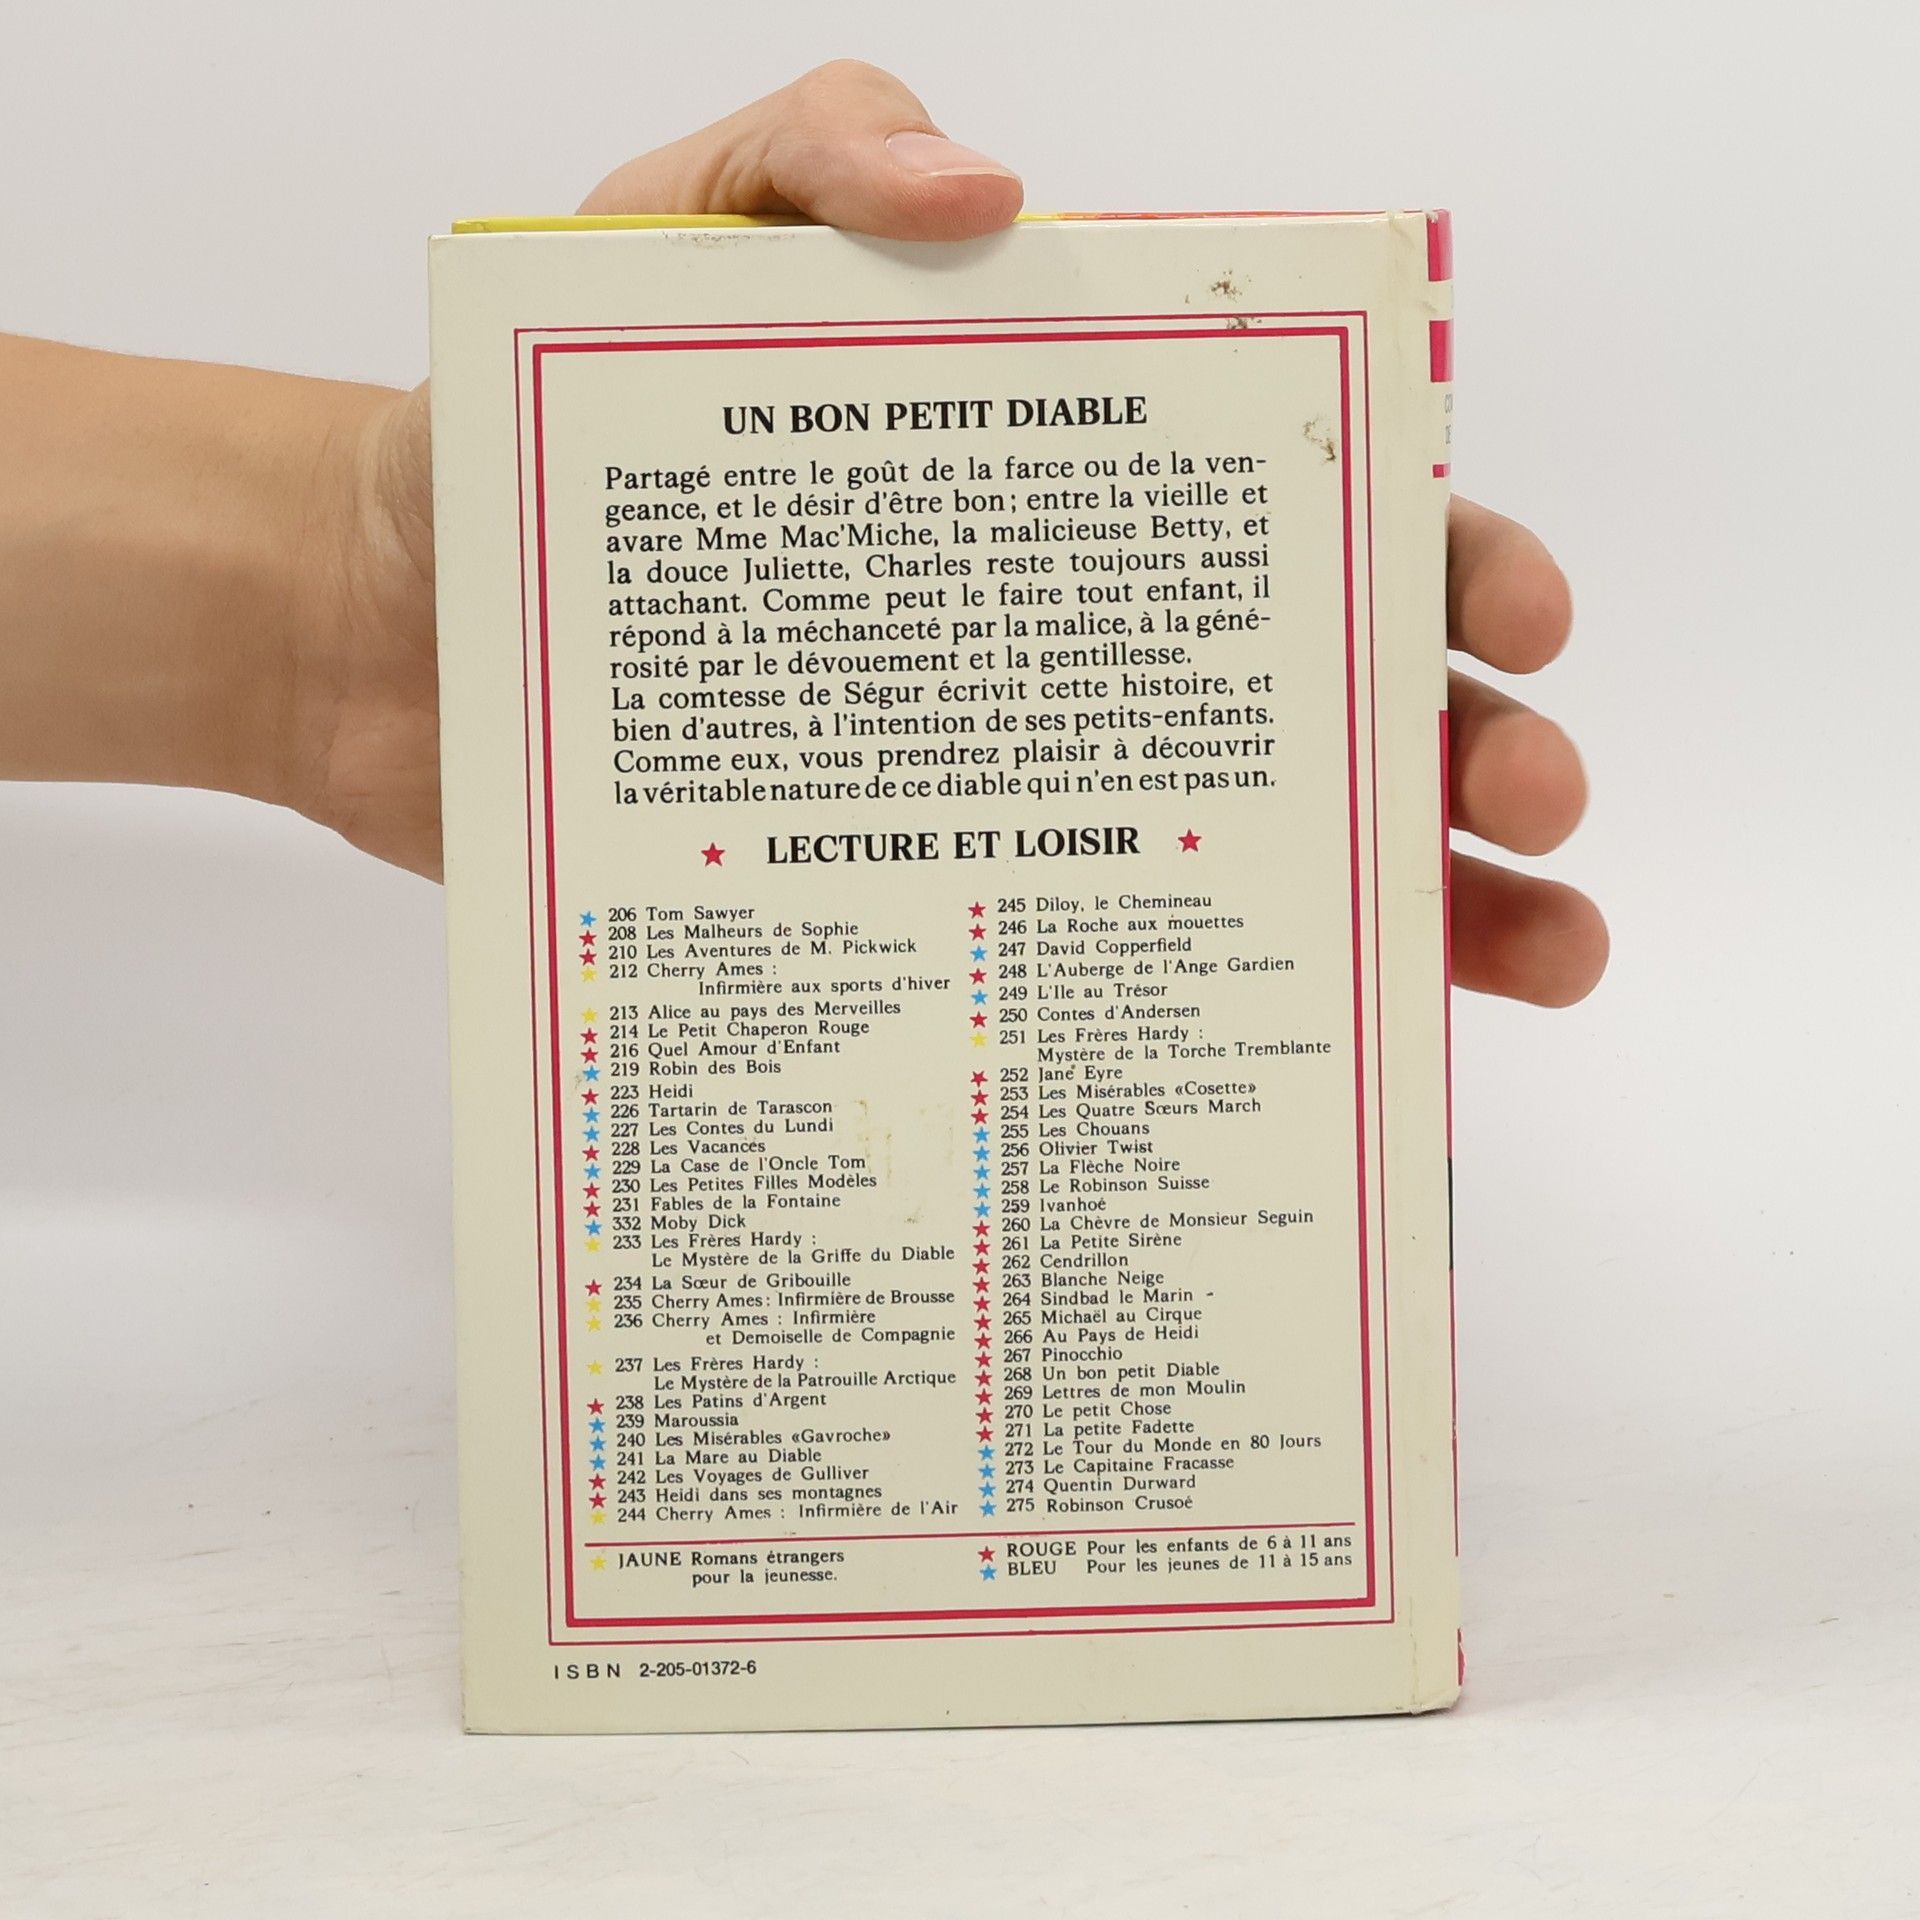 UN BON PETIT DIABLE
Partagé entre le goût de la farce ou de la ven-
geance, et le désir d'être bon; entre la vieille et
avare Mme Mac'Miche, la malicieuse Betty, et
la douce Juliette, Charles reste toujours aussi
attachant. Comme peut le faire tout enfant, il
répond à la méchanceté par la malice, à la géné-
rosité par le dévouement et la gentillesse.
La comtesse de Ségur écrivit cette histoire, et
bien d'autres, à l'intention de ses petits-enfants.
Comme eux, vous prendrez plaisir à découvrir
la véritable nature de ce diable qui n'en est pas un.
LECTURE ET LOISIR
206 Tom Sawyer
208 Les Malheurs de Sophie
210 Les Aventures de M. Pickwick
212 Cherry Ames :
Infirmière aux sports d'hiver
213 Alice au pays des Merveilles
214 Le Petit Chaperon Rouge
216 Quel Amour d'Enfant
219 Robin des Bois
223 Heidi
226 Tartarin de Tarascon
227 Les Contes du Lundi
228 Les Vacances
229 La Case de l'Oncle Tom
230 Les Petites Filles Modèles
231 Fables de la Fontaine
332 Moby Dick
233 Les Frères Hardy :
Le Mystère de la Griffe du Diable
234 La Sœur de Gribouille
235 Cherry Ames : Infirmière de Brousse
236 Cherry Ames : Infirmière
et Demoiselle de Compagnie
237 Les Frères Hardy :
Le Mystère de la Patrouille Arctique
238 Les Patins d'Argent
239 Maroussia
240 Les Misérables «Gavroche»
241 La Mare au Diable
242 Les Voyages de Gulliver
243 Heidi dans ses montagnes
244 Cherry Ames : Infirmière de l'Air
245 Diloy, le Chemineau
246 La Roche aux mouettes
247 David Copperfield
248 L'Auberge de l'Ange Gardien
249 L'Ile au Trésor
250 Contes d'Andersen
251 Les Frères Hardy :
Mystère de la Torche Tremblante
252 Jane Eyre
253 Les Misérables «Cosette»
254 Les Quatre Sœurs March
255 Les Chouans
256 Olivier Twist
257 La Flèche Noire
258 Le Robinson Suisse
259 Ivanhoé
260 La Chèvre de Monsieur Seguin
261 La Petite Sirène
262 Cendrillon
263 Blanche Neige
264 Sindbad le Marin -
265 Michaël au Cirque
266 Au Pays de Heidi
267 Pinocchio
268 Un bon petit Diable
269 Lettres de mon Moulin
270 Le petit Chose
271 La petite Fadette
272 Le Tour du Monde en 80 Jours
273 Le Capitaine Fracasse
274 Quentin Durward
275 Robinson Crusoé
JAUNE Romans étrangers
pour la jeunesse.
ROUGE Pour les enfants de 6 à 11 ans
BLEU Pour les jeunes de 11 à 15 ans
ISBN 2-205-01372-6